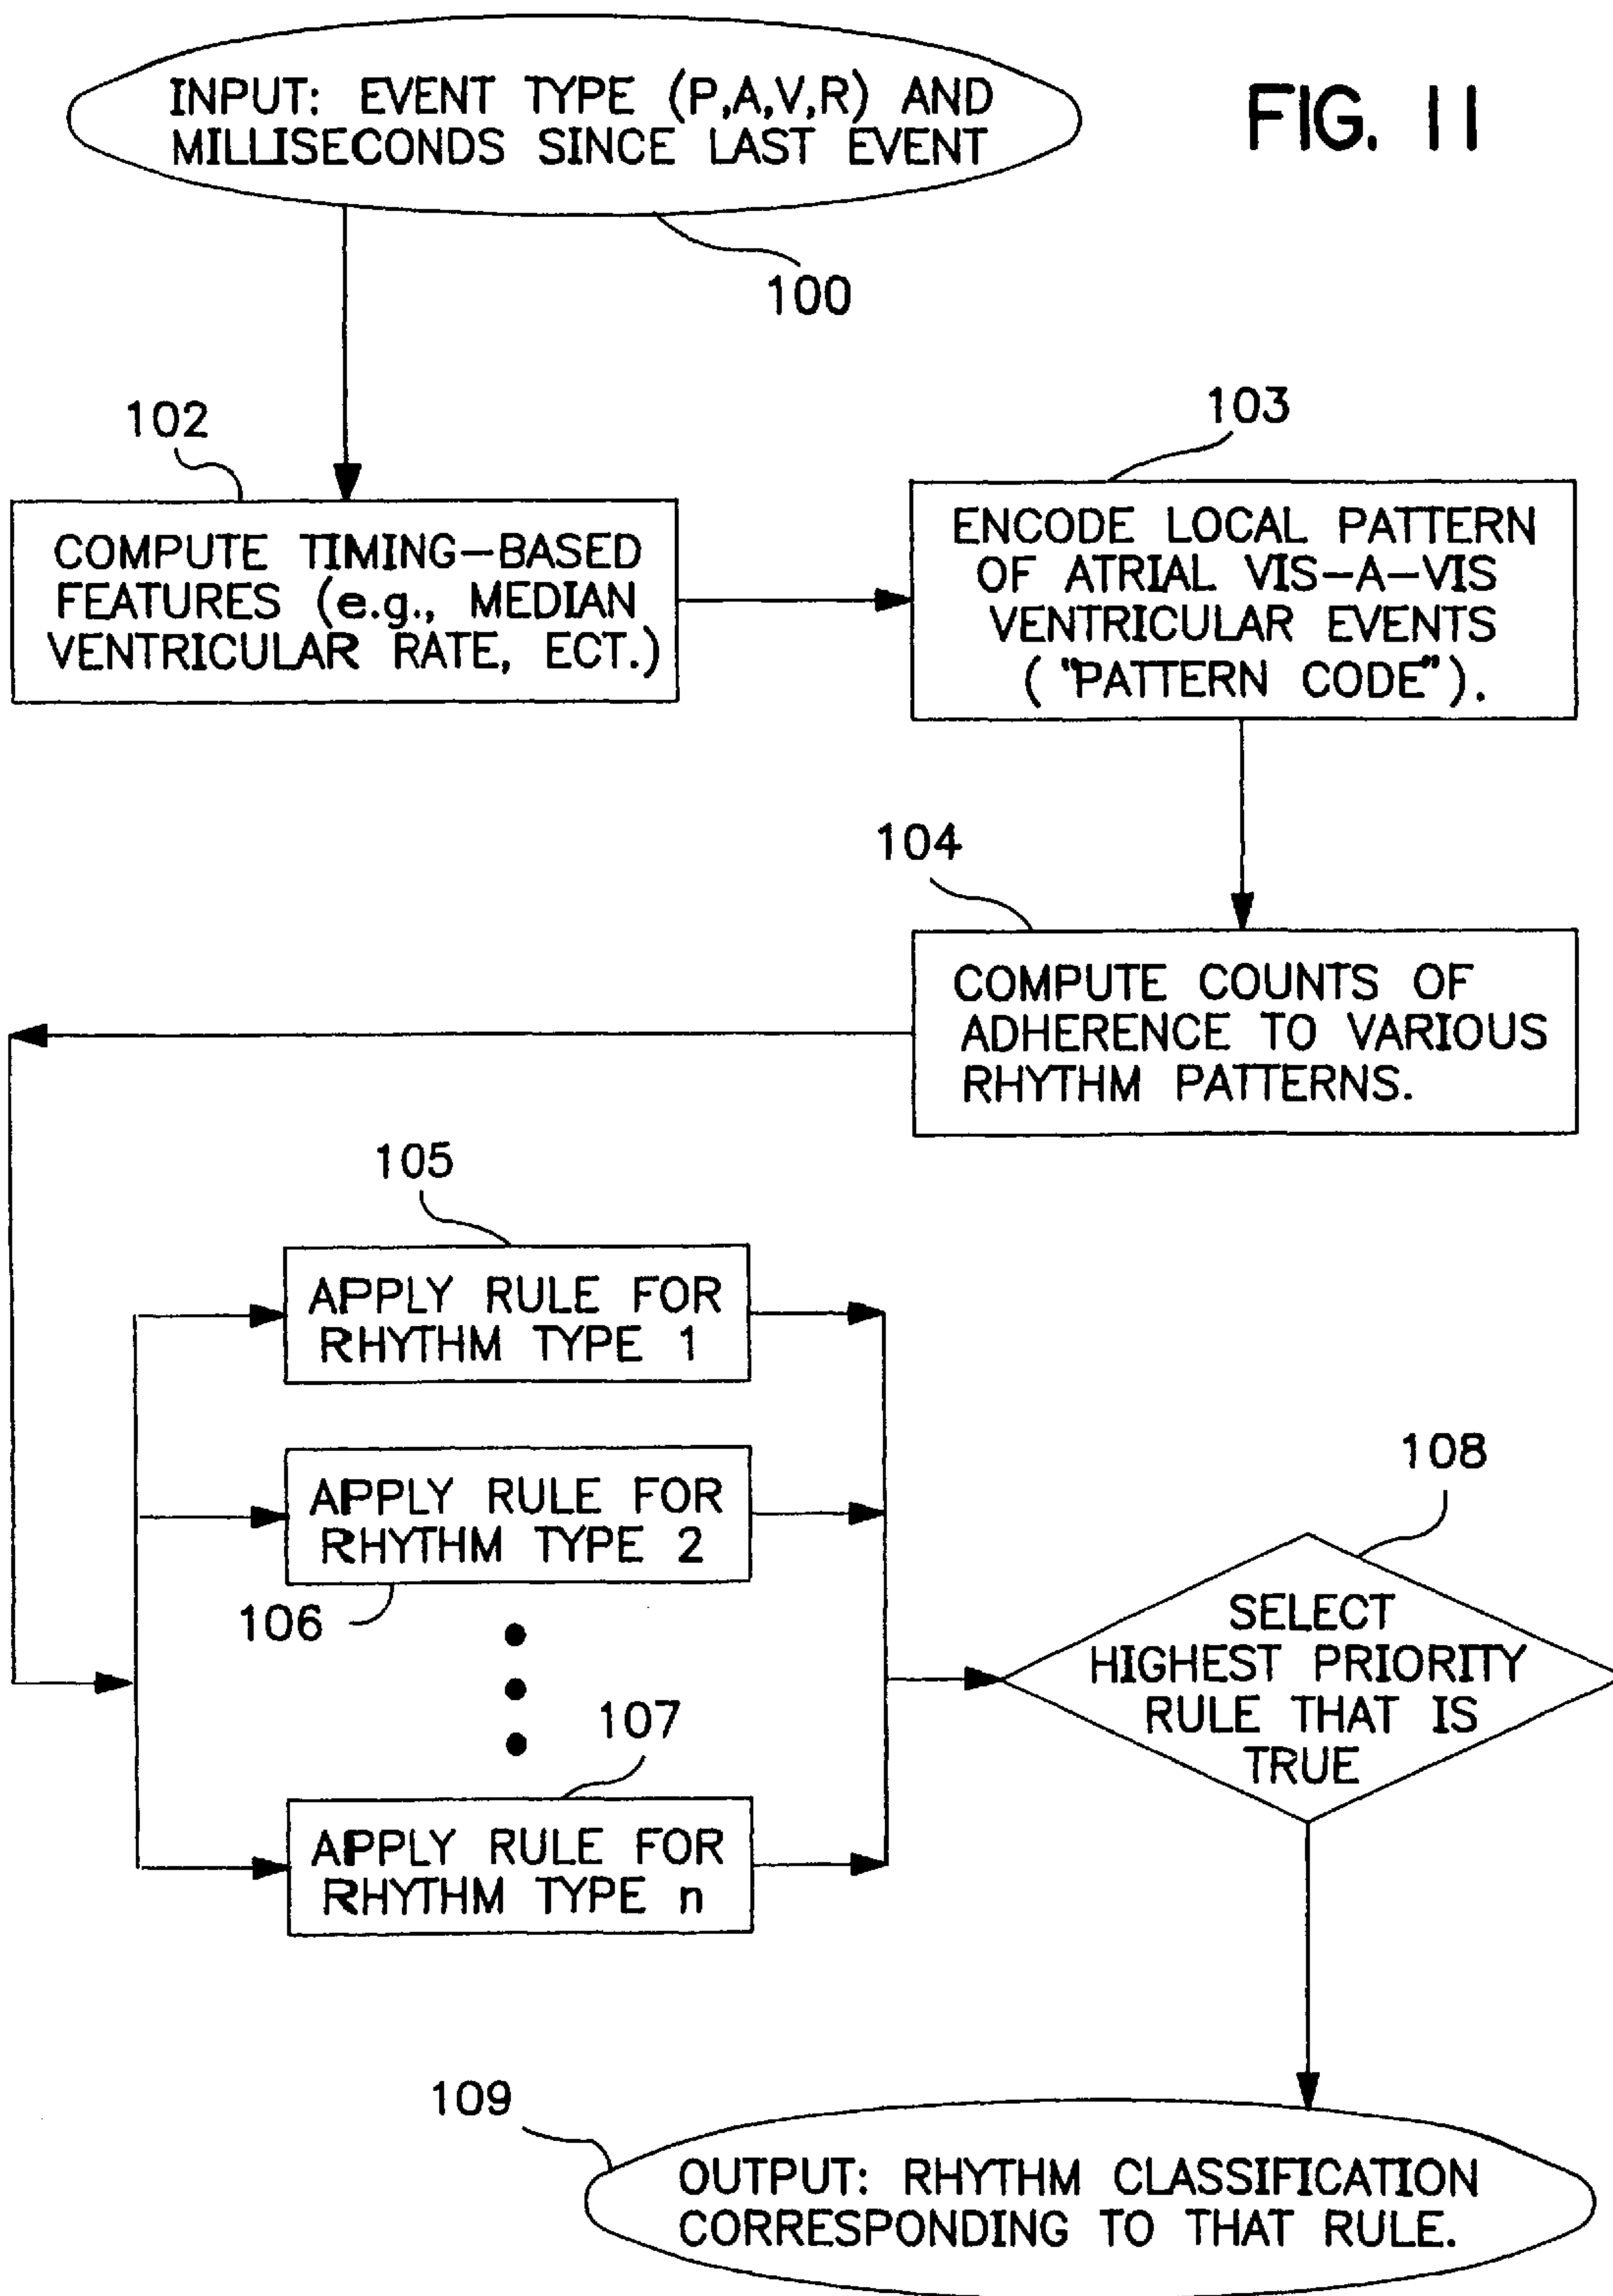 FIG. 11
INPUT: EVENT TYPE (P,A,V,R) AND
MILLISECONDS SINCE LAST EVENT
100
102
COMPUTE TIMING-BASED
FEATURES (e.g., MEDIAN
VENTRICULAR RATE, ECT.)
103
ENCODE LOCAL PATTERN
OF ATRIAL VIS-A-VIS
VENTRICULAR EVENTS
("PATTERN CODE").
104
COMPUTE COUNTS OF
ADHERENCE TO VARIOUS
RHYTHM PATTERNS.
105
APPLY RULE FOR
RHYTHM TYPE 1
APPLY RULE FOR
RHYTHM TYPE 2
106
107
APPLY RULE FOR
RHYTHM TYPE n
108
SELECT
HIGHEST PRIORITY
RULE THAT IS
TRUE
109
OUTPUT: RHYTHM CLASSIFICATION
CORRESPONDING TO THAT RULE.